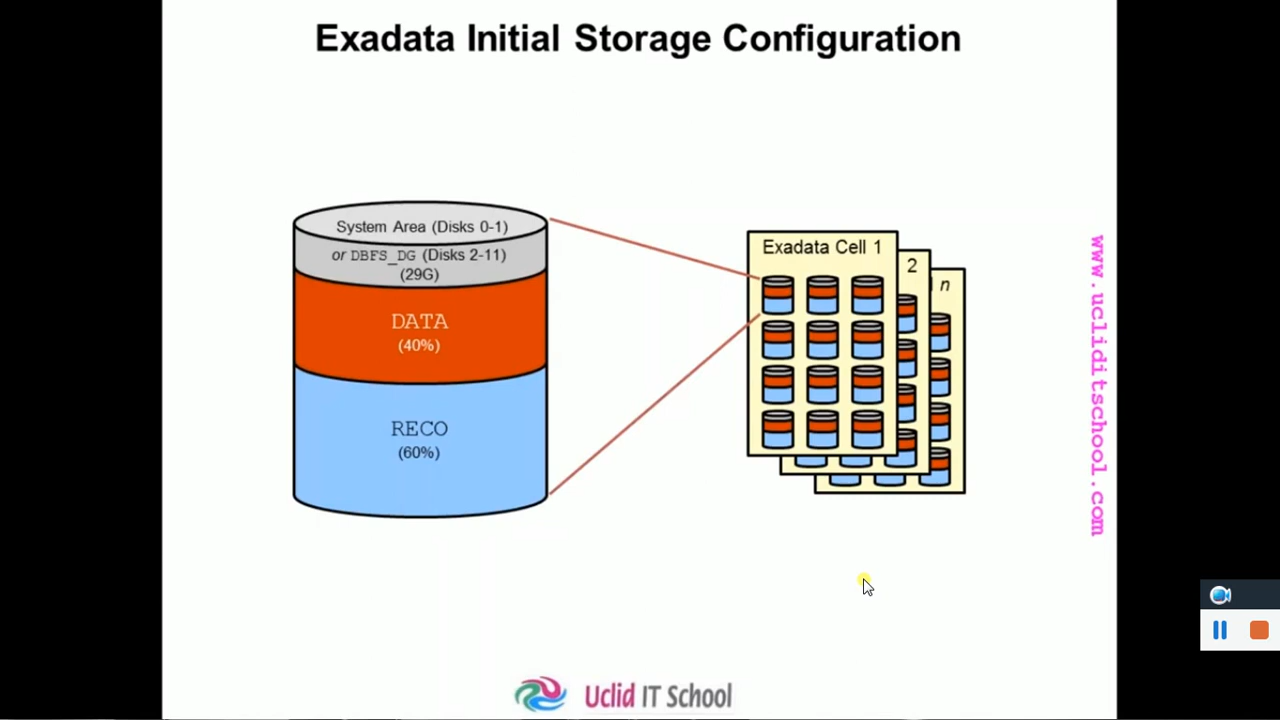 Exadata Initial Storage Configuration
System Area (Disks 0-1)
or DBFS_DG (Disks 2-11)
(29G)
DATA
(40%)
RECO
(60%)
Exadata Cell 1
2
n
www.ucliditschool.com
Uclid IT School